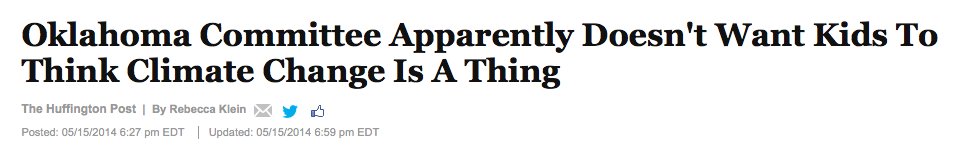 Oklahoma Committee Apparently Doesn't Want Kids To
Think Climate Change Is A Thing
The Huffington Post | By Rebecca Klein
Posted: 05/15/2014 6:27 pm EDT | Updated: 05/15/2014 6:59 pm EDT